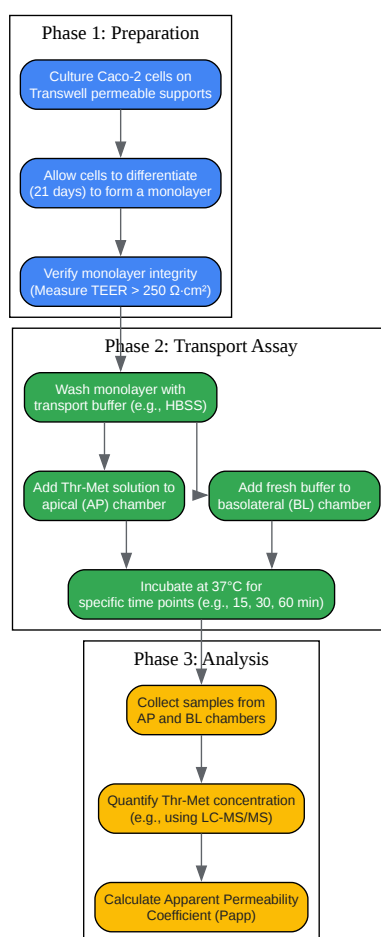 Phase 1: Preparation
Culture Caco-2 cells on
Transwell permeable supports
Allow cells to differentiate
(21 days) to form a monolayer
Verify monolayer integrity
(Measure TEER > 250 Ω·cm²)
Phase 2: Transport Assay
Wash monolayer with
transport buffer (e.g., HBSS)
Add Thr-Met solution to
apical (AP) chamber
Add fresh buffer to
basolateral (BL) chamber
Incubate at 37°C for
specific time points (e.g., 15, 30, 60 min)
Phase 3: Analysis
Collect samples from
AP and BL chambers
Quantify Thr-Met concentration
(e.g., using LC-MS/MS)
Calculate Apparent Permeability
Coefficient (Papp)